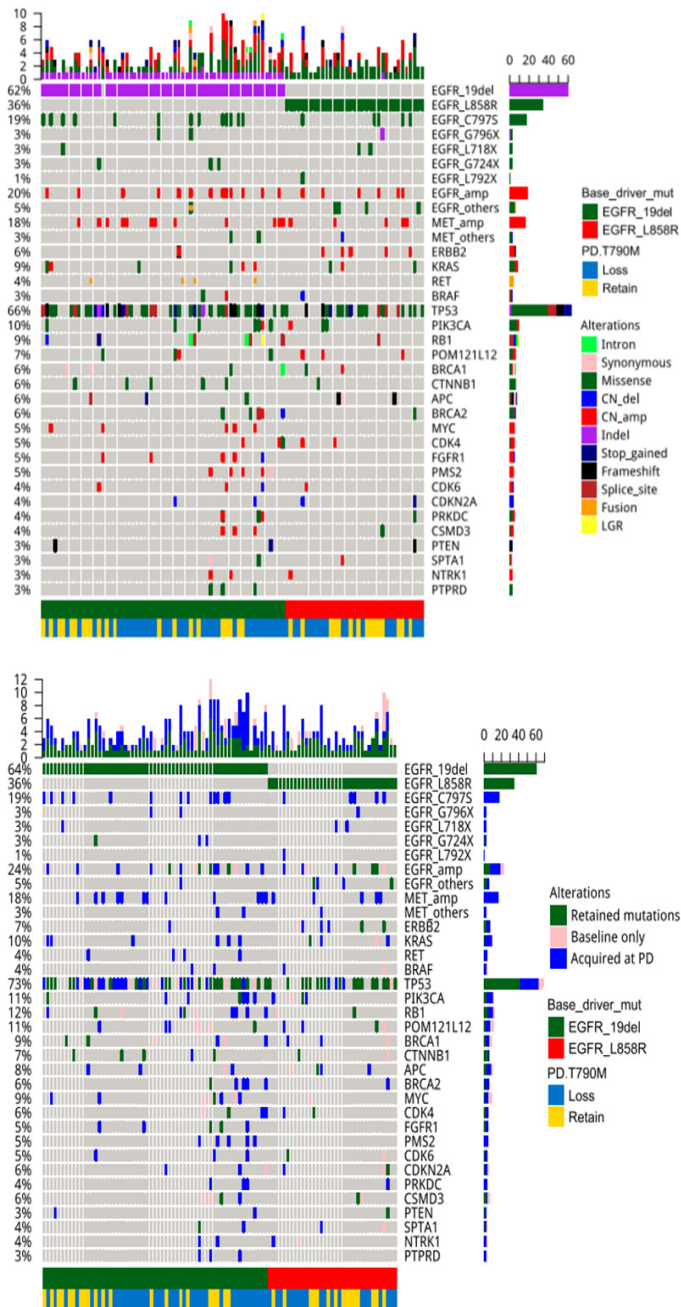 10
8
6
4
2
0
0 20 40 60
62% EGFR_19del
36% EGFR_L858R
19% EGFR_C797S
3% EGFR_G796X
3% EGFR_L718X
3% EGFR_G724X
1% EGFR_L792X
20% EGFR_amp
5% EGFR_others
18% MET_amp
3% MET_others
6% ERBB2
9% KRAS
4% RET
3% BRAF
66% TP53
10% PIK3CA
9% RB1
7% POM121L12
6% BRCA1
6% CTNNB1
6% APC
6% BRCA2
5% MYC
5% CDK4
5% FGFR1
5% PMS2
4% CDK6
4% CDKN2A
4% PRKDC
4% CSMD3
3% PTEN
3% SPTA1
3% NTRK1
3% PTPRD
Base_driver_mut
EGFR_19del
EGFR_L858R
PD.T790M
Loss
Retain
Alterations
Intron
Synonymous
Missense
CN_del
CN_amp
Indel
Stop_gained
Frameshift
Splice_site
Fusion
LGR
12
10
8
6
4
2
0
0 20 40 60
64% EGFR_19del
36% EGFR_L858R
19% EGFR_C797S
3% EGFR_G796X
3% EGFR_L718X
3% EGFR_G724X
1% EGFR_L792X
24% EGFR_amp
5% EGFR_others
18% MET_amp
3% MET_others
7% ERBB2
10% KRAS
4% RET
4% BRAF
73% TP53
11% PIK3CA
12% RB1
11% POM121L12
9% BRCA1
7% CTNNB1
8% APC
6% BRCA2
9% MYC
6% CDK4
5% FGFR1
5% PMS2
5% CDK6
6% CDKN2A
4% PRKDC
6% CSMD3
3% PTEN
4% SPTA1
4% NTRK1
3% PTPRD
Alterations
Retained mutations
Baseline only
Acquired at PD
Base_driver_mut
EGFR_19del
EGFR_L858R
PD.T790M
Loss
Retain